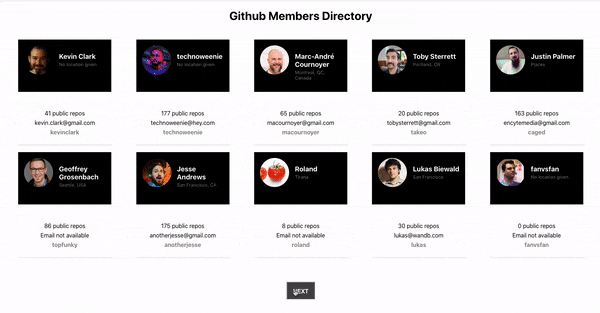 Github Members Directory
Kevin Clark
No location given
41 public repos
kevin.clark@gmail.com
kevinclark
technoweenie
No location given
177 public repos
technoweenie@hey.com
technoweenie
Marc-André
Cournoyer
Montreal, QC,
Canada
65 public repos
macournoyer@gmail.com
macournoyer
Toby Sterrett
Portland, OR
20 public repos
tobysterrett@gmail.com
takeo
Justin Palmer
Places
163 public repos
encytemedia@gmail.com
caged
Geoffrey
Grosenbach
Seattle, USA
86 public repos
Email not available
topfunky
Jesse
Andrews
San Francisco, CA
175 public repos
anotherjesse@gmail.com
anotherjesse
Roland
Tirana
8 public repos
Email not available
roland
Lukas Biewald
San Francisco
30 public repos
lukas@wandb.com
lukas
fanvsfan
No location given
0 public repos
Email not available
fanvsfan
NEXT